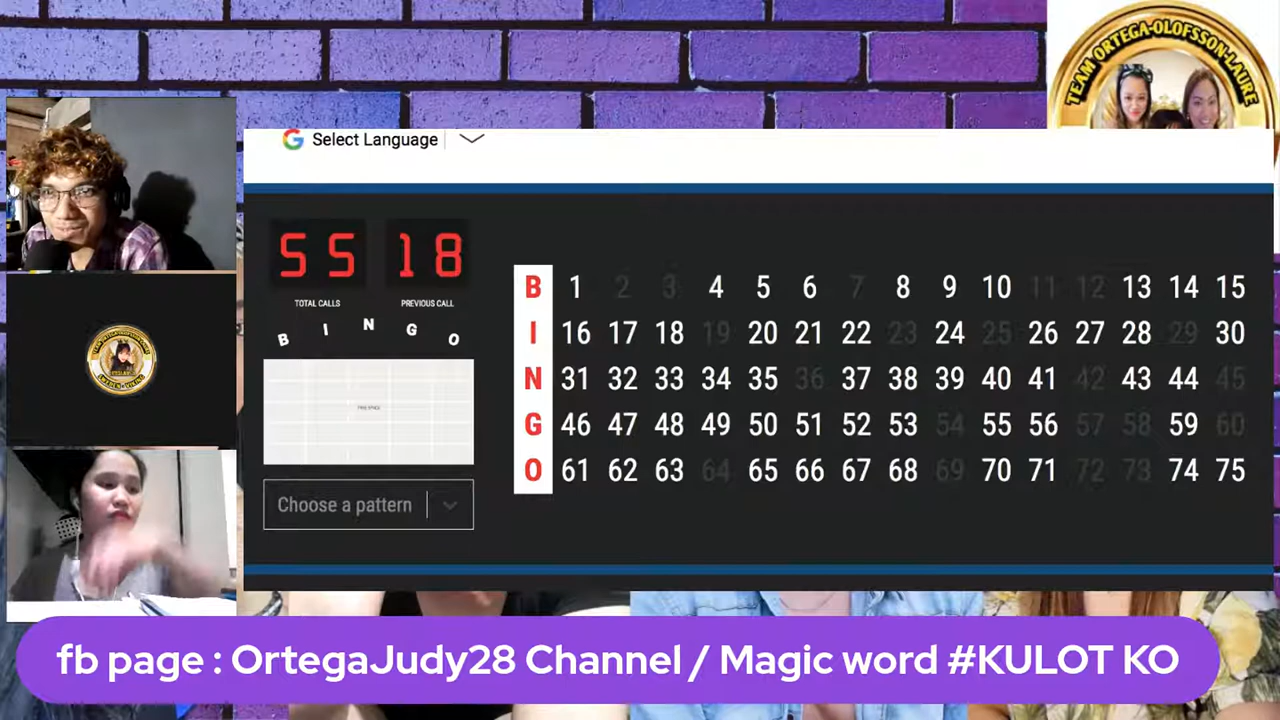 TEAM ORTEGA-OLOFSSON-LAURE
Select Language
55 18
TOTAL CALLS PREVIOUS CALL
B I N G O
FREE SPACE
Choose a pattern
B 1 2 3 4 5 6 7 8 9 10 11 12 13 14 15
I 16 17 18 19 20 21 22 23 24 25 26 27 28 29 30
N 31 32 33 34 35 36 37 38 39 40 41 42 43 44 45
G 46 47 48 49 50 51 52 53 54 55 56 57 58 59 60
O 61 62 63 64 65 66 67 68 69 70 71 72 73 74 75
fb page : OrtegaJudy28 Channel / Magic word #KULOT KO